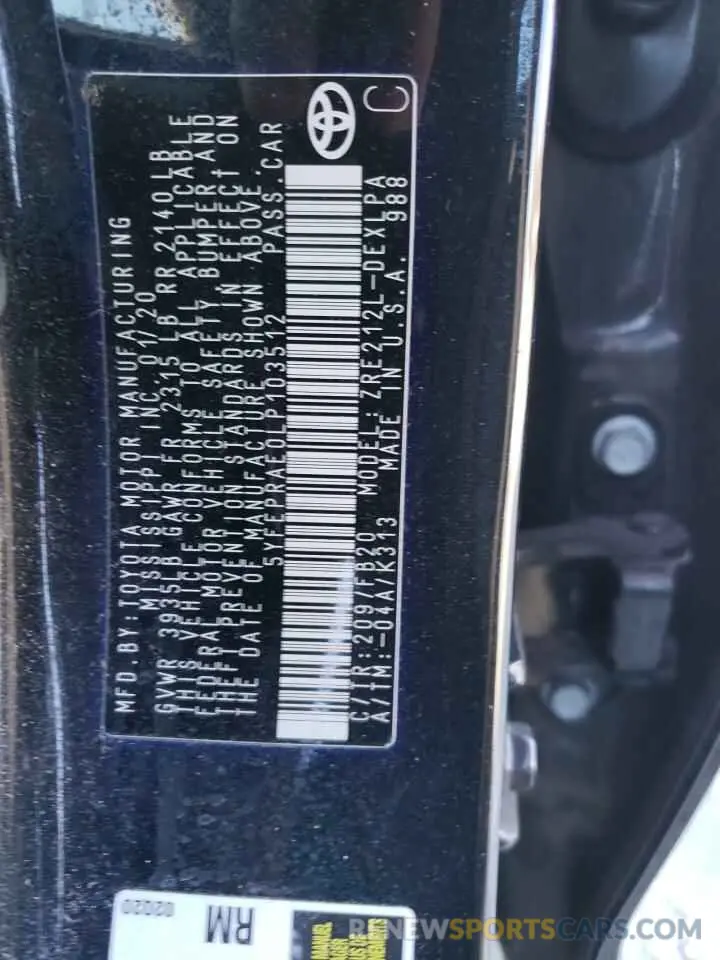 MFD.BY:TOYOTA MOTOR MANUFACTURING
MISSISSIPPI INC. 01/20
GVWR 3935LB GAWR FR 2315 LB RR 2140LB
THIS VEHICLE CONFORMS TO ALL APPLICABLE
FEDERAL MOTOR VEHICLE SAFETY, BUMPER,AND
THEFT PREVENTION STANDARDS IN EFFECT ON
THE DATE OF MANUFACTURE SHOWN ABOVE.
5YFEPRAE0LP103512 PASS.CAR
C/TR:209/FB20 MODEL:ZRE212L-DEXLPA
A/TM:-04A/K313 MADE IN U.S.A. 988
C
02020
RM
RENEWSPORTSCARS.COM